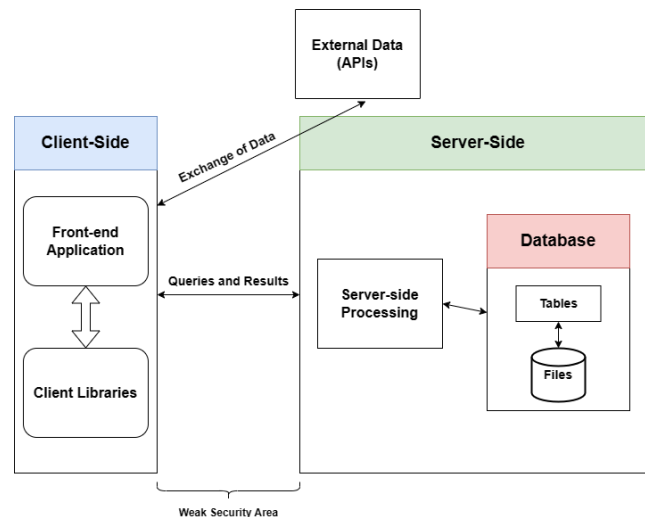 External Data
(APIs)
Client-Side
Exchange of Data
Server-Side
Front-end
Application
Queries and Results
Client Libraries
Server-side
Processing
Database
Tables
Files
Weak Security Area